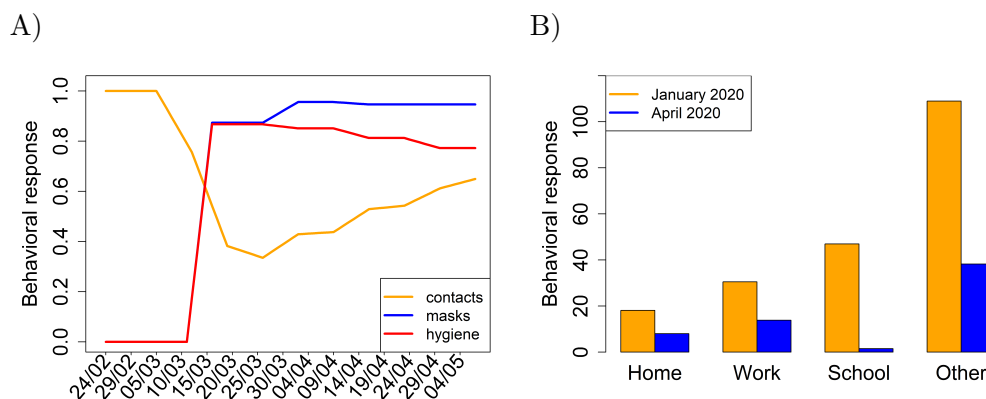 A)
Behavioral response
1.0
0.8
0.6
0.4
0.2
0.0
contacts
masks
hygiene
24/02 29/02 05/03 10/03 15/03 20/03 25/03 30/03 04/04 09/04 14/04 19/04 24/04 29/04 04/05
B)
Behavioral response
100
80
60
40
20
0
January 2020
April 2020
Home Work School Other